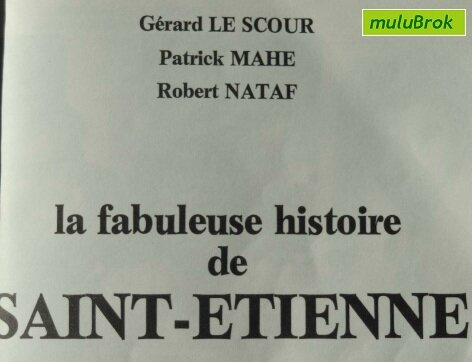 muluBrok
Gérard LE SCOUR
Patrick MAHE
Robert NATAF
la fabuleuse histoire
de
SAINT-ETIENNE